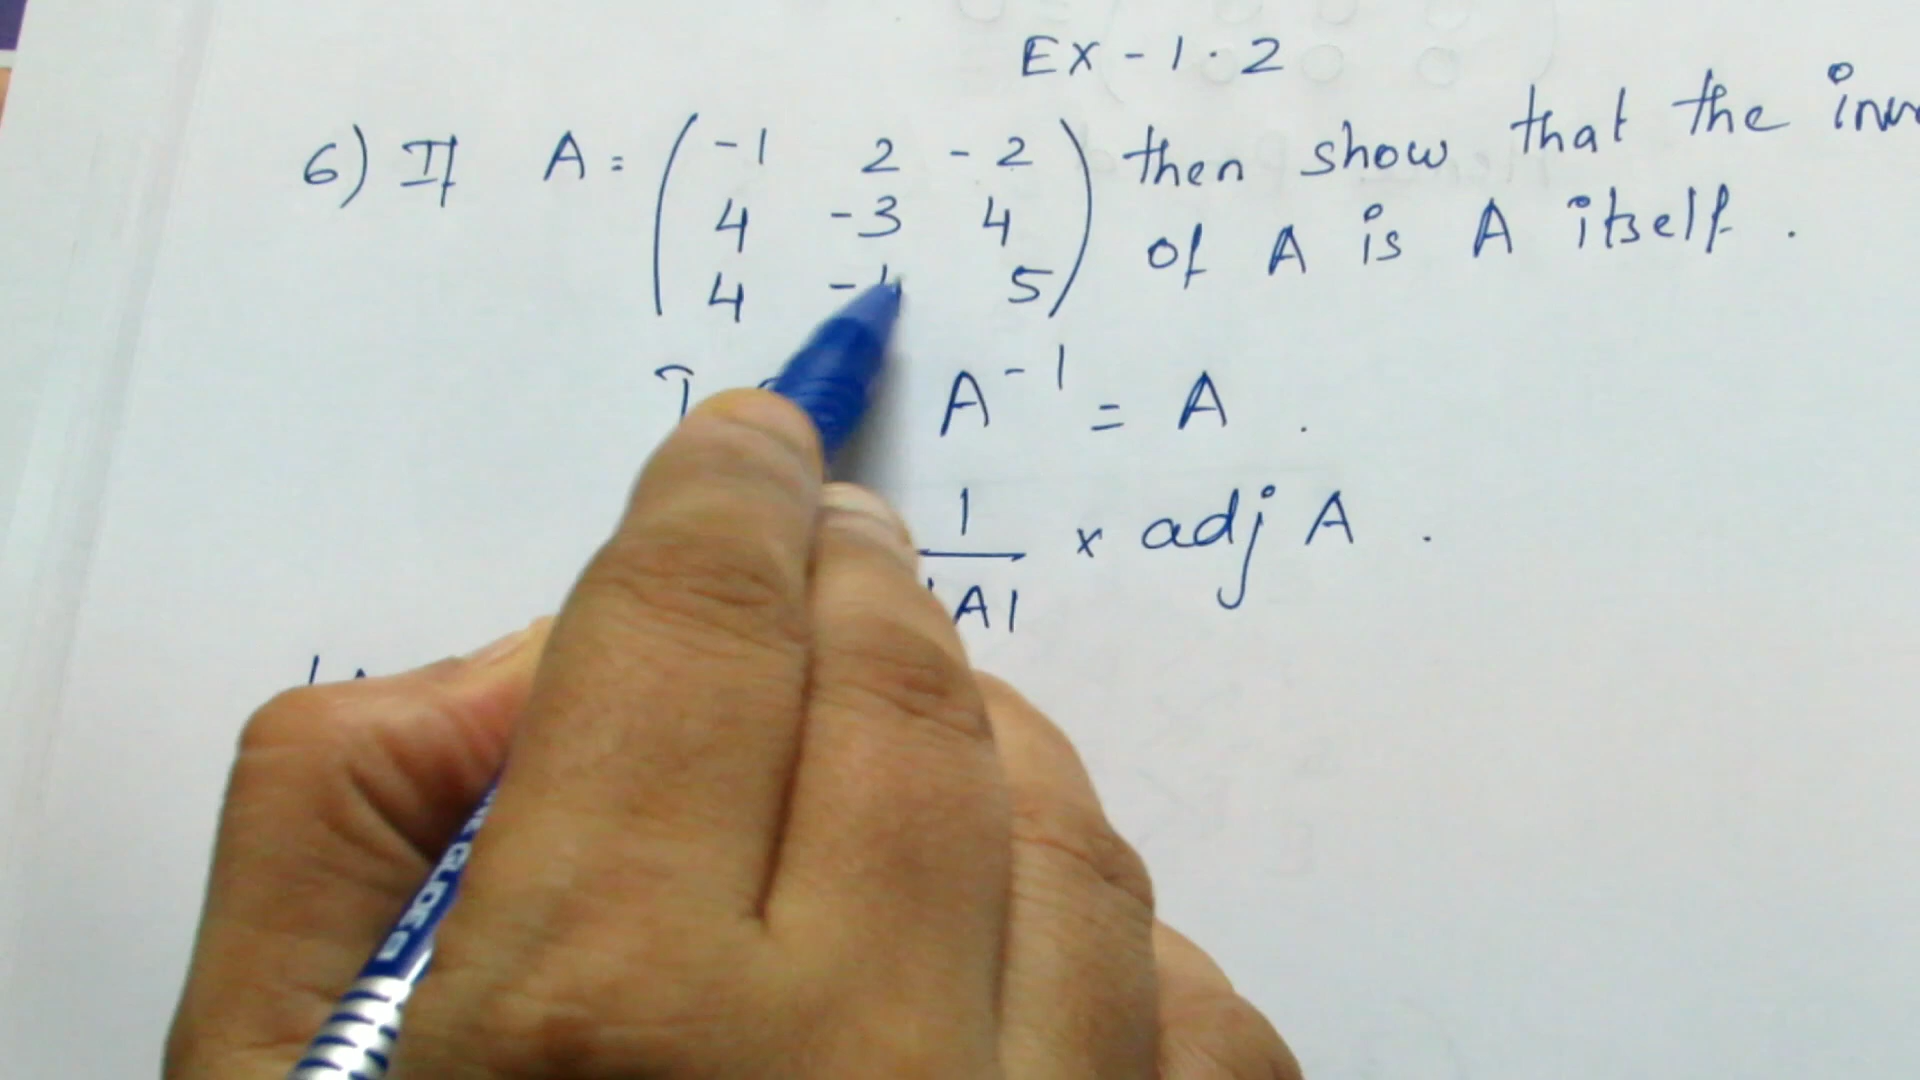 Ex - 1.2
6) If A = ( -1 2 -2 ) then show that the
4 -3 4 of A is A itself.
4 -4 5
A⁻¹ = A .
1
— × adj A .
|A|